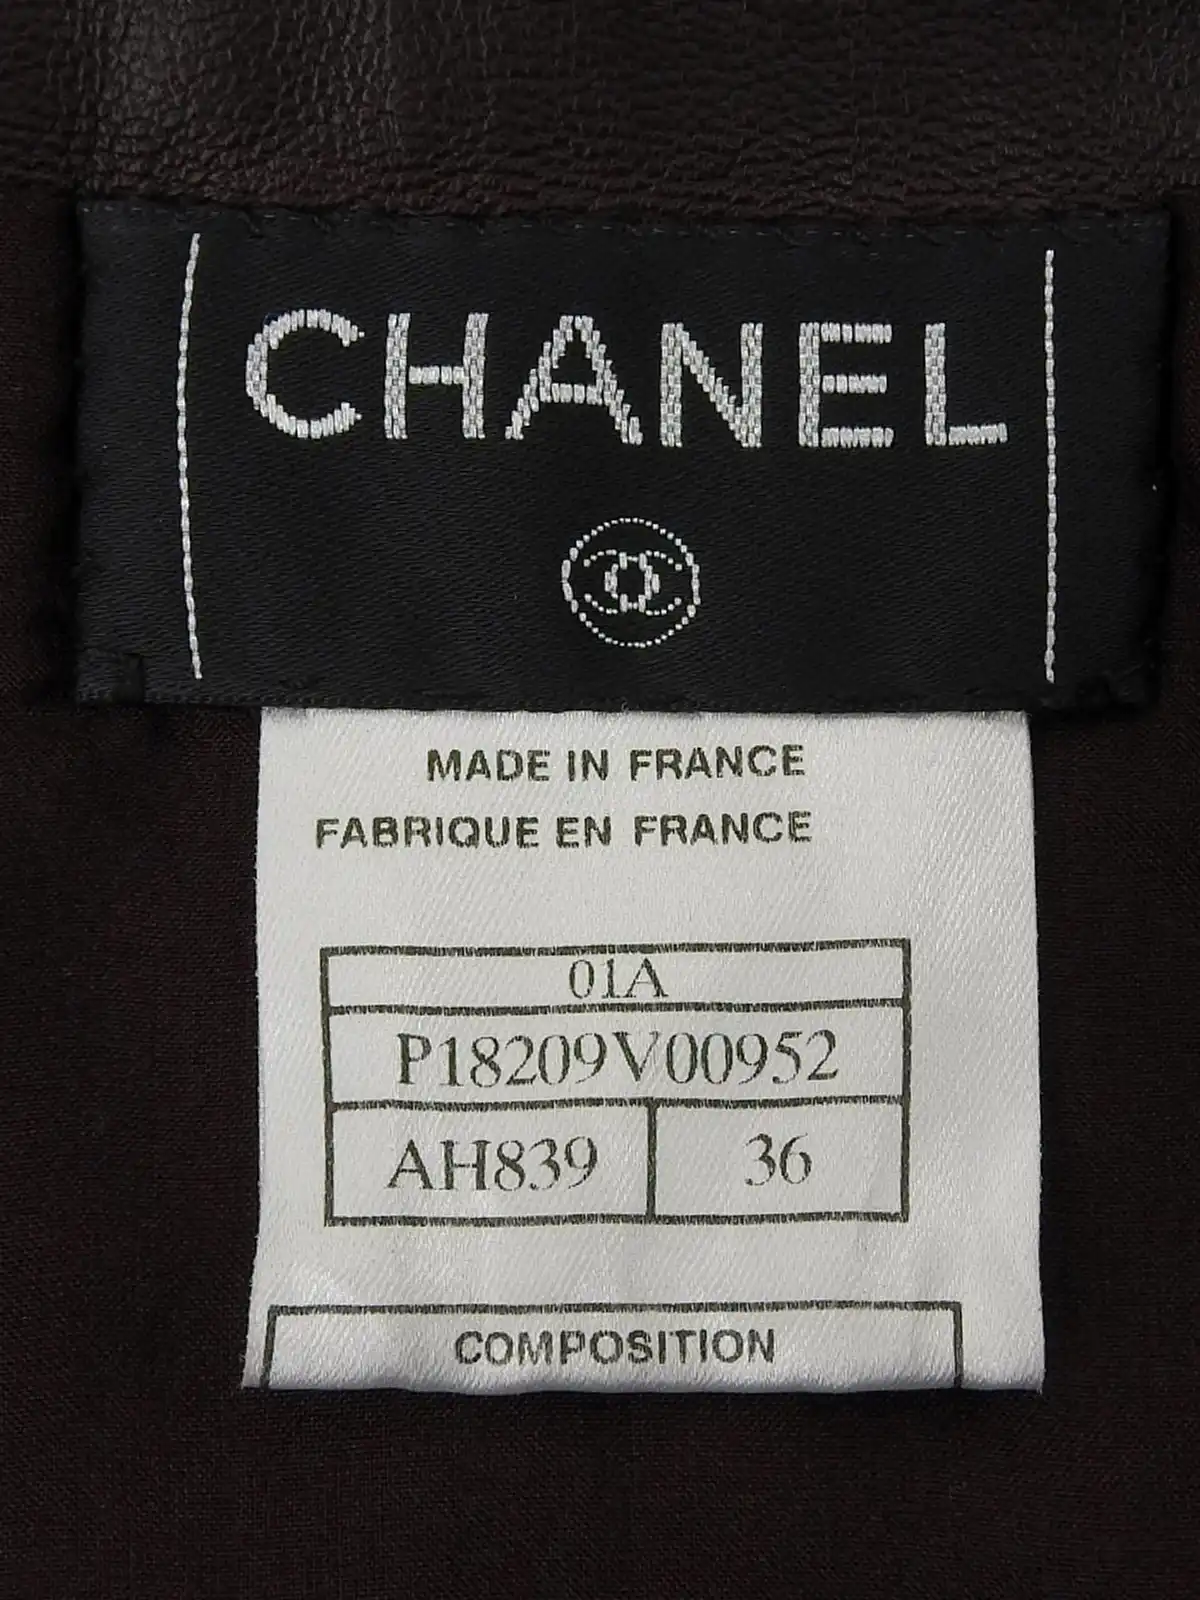 CHANEL
MADE IN FRANCE
FABRIQUE EN FRANCE
01A
P18209V00952
AH839 36
COMPOSITION